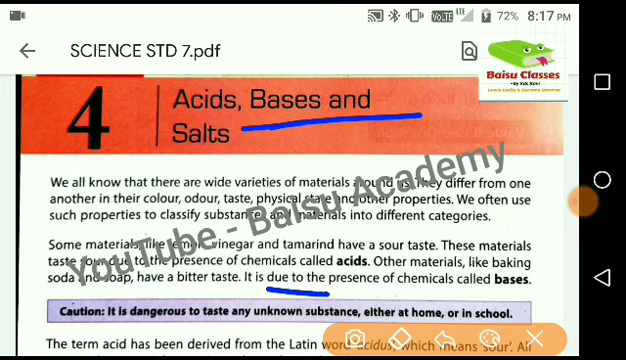 LTE
VOLTE 72% 8:17 PM
SCIENCE STD 7.pdf
Baisu Classes
4
Acids, Bases and
Salts
YouTube - Baisu Academy
We all know that there are wide varieties of materials around us. They differ from one
another in their colour, odour, taste, physical state and other properties. We often use
such properties to classify substances and materials into different categories.
Some materials like lemon, vinegar and tamarind have a sour taste. These materials
taste sour due to the presence of chemicals called acids. Other materials, like baking
soda and soap, have a bitter taste. It is due to the presence of chemicals called bases.
Caution: It is dangerous to taste any unknown substance, either at home, or in school.
The term acid has been derived from the Latin word acidus, which means 'sour'. All